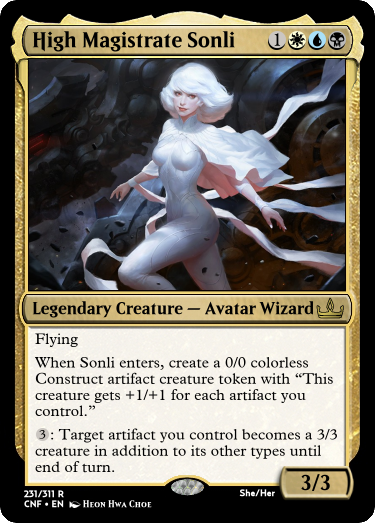 High Magistrate Sonli 1
Legendary Creature — Avatar Wizard
Flying
When Sonli enters, create a 0/0 colorless
Construct artifact creature token with “This
creature gets +1/+1 for each artifact you
control.”
3: Target artifact you control becomes a 3/3
creature in addition to its other types until
end of turn.
3/3
231/311 R
She/Her
CNF • EN Heon Hwa Choe